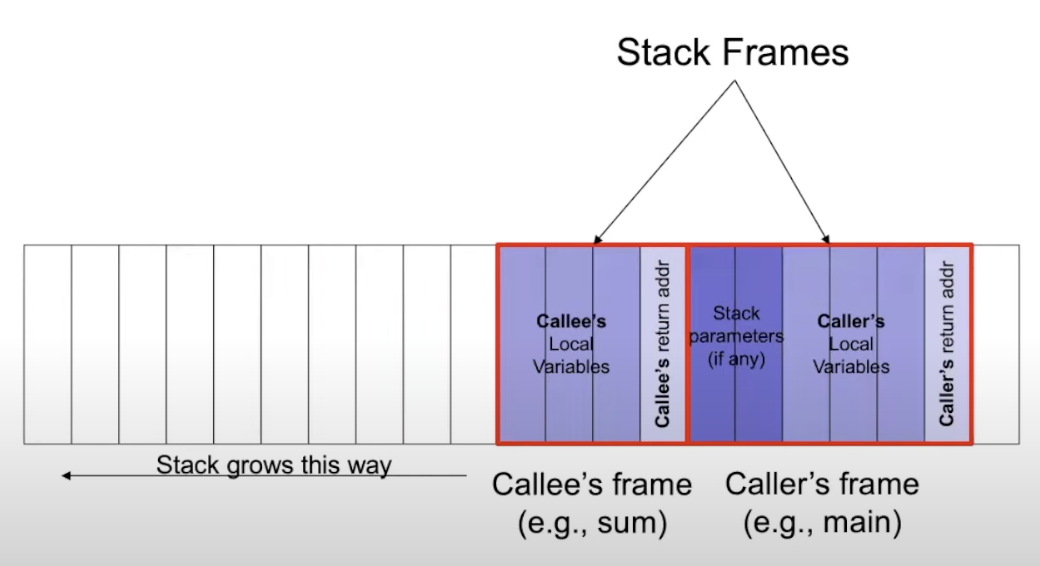 Stack Frames
Callee's
Local
Variables
Callee's return addr
Stack
parameters
(if any)
Caller's
Local
Variables
Caller's return addr
Stack grows this way
Callee's frame
(e.g., sum)
Caller's frame
(e.g., main)